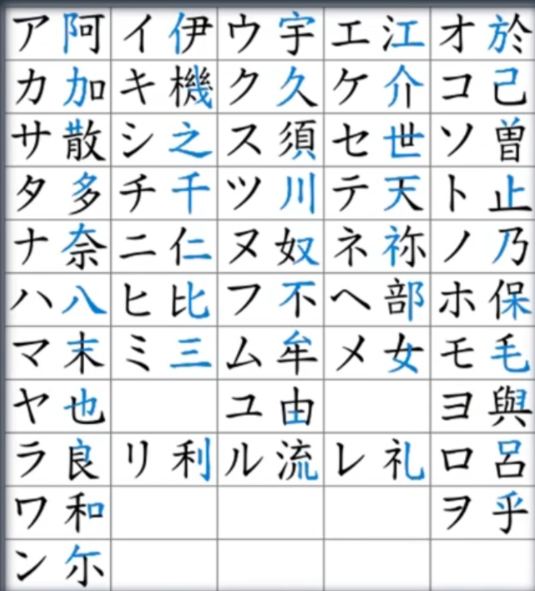 ア阿 イ伊 ウ宇 エ江 オ於
カ加 キ機 ク久 ケ介 コ己
サ散 シ之 ス須 セ世 ソ曽
タ多 チ千 ツ川 テ天 ト止
ナ奈 ニ仁 ヌ奴 ネ祢 ノ乃
ハ八 ヒ比 フ不 ヘ部 ホ保
マ末 ミ三 ム牟 メ女 モ毛
ヤ也 ユ由 ヨ與
ラ良 リ利 ル流 レ礼 ロ呂
ワ和 ヲ乎
ン尓